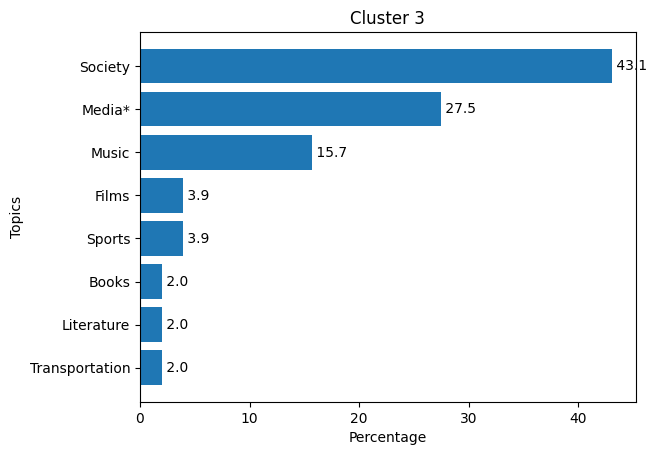 Cluster 3
Topics
Society 43.1
Media* 27.5
Music 15.7
Films 3.9
Sports 3.9
Books 2.0
Literature 2.0
Transportation 2.0
0 10 20 30 40
Percentage